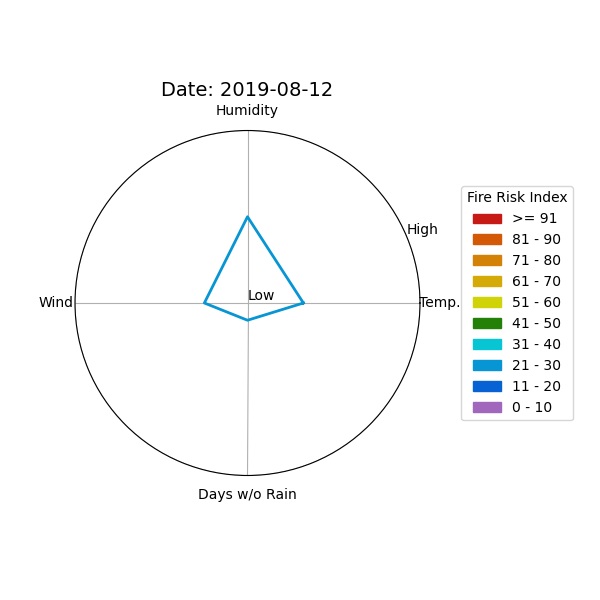 Date: 2019-08-12
Humidity
High
Low
Wind
Temp.
Days w/o Rain
Fire Risk Index
>= 91
81 - 90
71 - 80
61 - 70
51 - 60
41 - 50
31 - 40
21 - 30
11 - 20
0 - 10